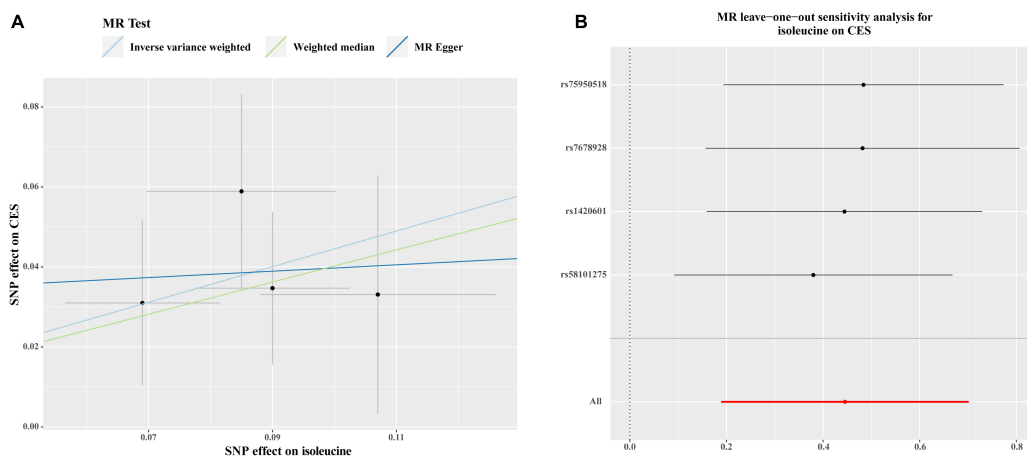 A
MR Test
Inverse variance weighted
Weighted median
MR Egger
SNP effect on CES
0.08
0.06
0.04
0.02
0.00
0.07
0.09
0.11
SNP effect on isoleucine
B
MR leave−one−out sensitivity analysis for
isoleucine on CES
rs75950518
rs7678928
rs1420601
rs58101275
All
0.0
0.2
0.4
0.6
0.8